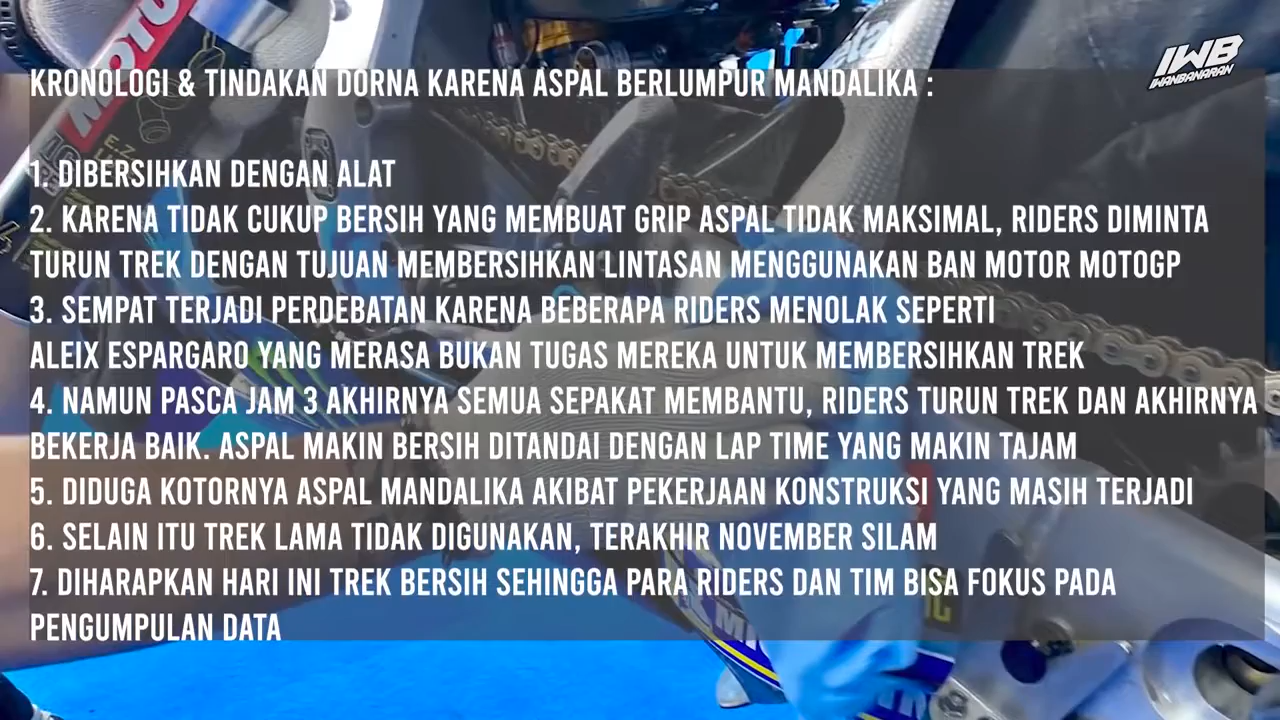 IWB
IWANBANARAN
MOTU
KRONOLOGI & TINDAKAN DORNA KARENA ASPAL BERLUMPUR MANDALIKA :
1. DIBERSIHKAN DENGAN ALAT
2. KARENA TIDAK CUKUP BERSIH YANG MEMBUAT GRIP ASPAL TIDAK MAKSIMAL, RIDERS DIMINTA
TURUN TREK DENGAN TUJUAN MEMBERSIHKAN LINTASAN MENGGUNAKAN BAN MOTOR MOTOGP
3. SEMPAT TERJADI PERDEBATAN KARENA BEBERAPA RIDERS MENOLAK SEPERTI
ALEIX ESPARGARO YANG MERASA BUKAN TUGAS MEREKA UNTUK MEMBERSIHKAN TREK
4. NAMUN PASCA JAM 3 AKHIRNYA SEMUA SEPAKAT MEMBANTU, RIDERS TURUN TREK DAN AKHIRNYA
BEKERJA BAIK. ASPAL MAKIN BERSIH DITANDAI DENGAN LAP TIME YANG MAKIN TAJAM
5. DIDUGA KOTORNYA ASPAL MANDALIKA AKIBAT PEKERJAAN KONSTRUKSI YANG MASIH TERJADI
6. SELAIN ITU TREK LAMA TIDAK DIGUNAKAN, TERAKHIR NOVEMBER SILAM
7. DIHARAPKAN HARI INI TREK BERSIH SEHINGGA PARA RIDERS DAN TIM BISA FOKUS PADA
PENGUMPULAN DATA